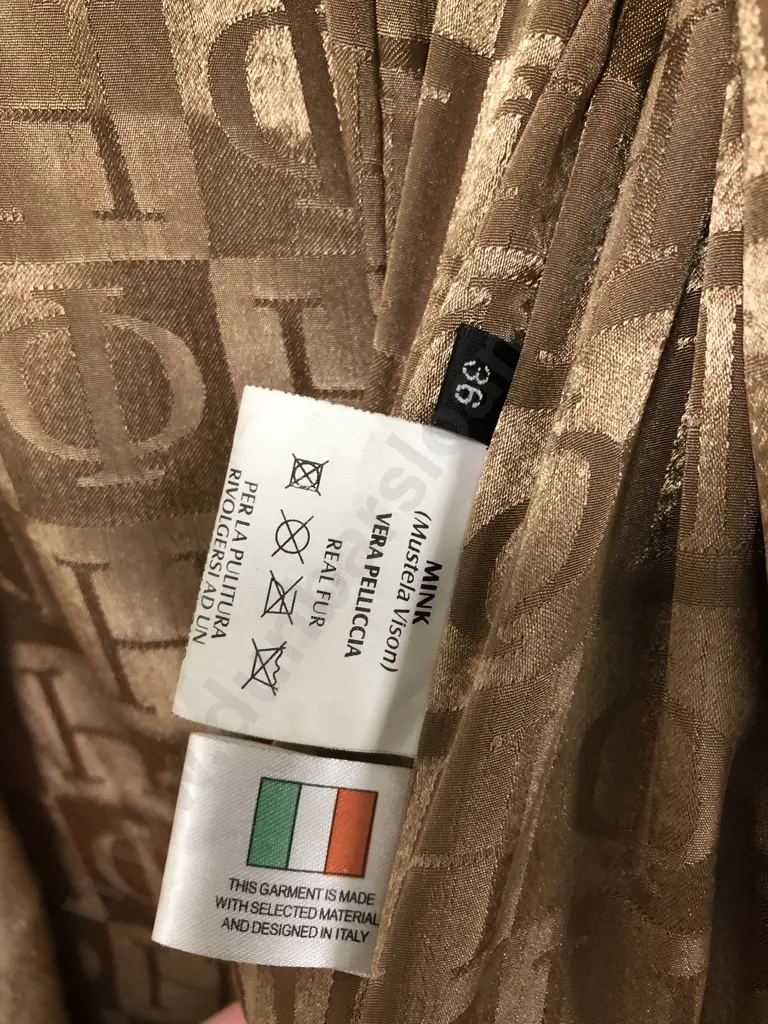 36
MINK
(Mustela Vison)
VERA PELLICCIA
REAL FUR
PER LA PULITURA
RIVOLGERSI AD UN
THIS GARMENT IS MADE
WITH SELECTED MATERIAL
AND DESIGNED IN ITALY